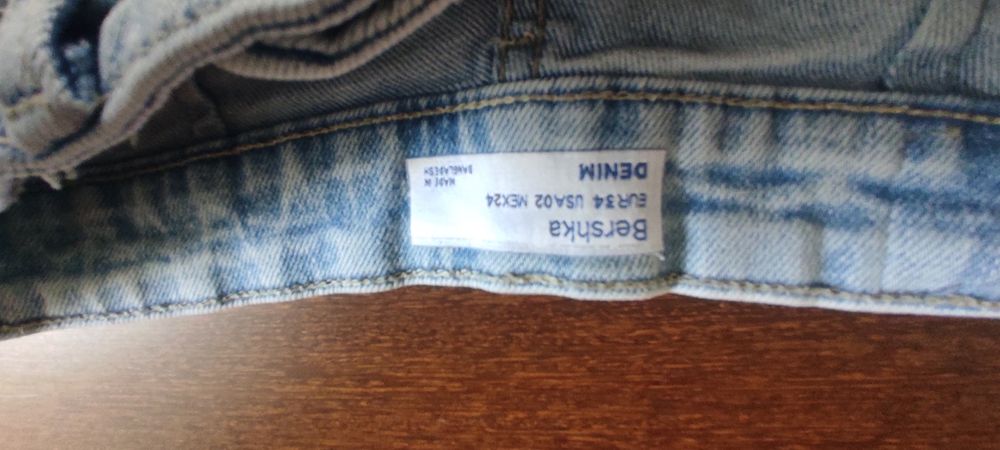 Bershka
EUR34 USA02 MEX24
DENIM
MADE IN
BANGLADESH